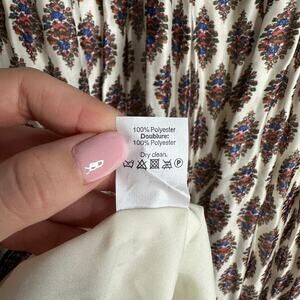 100% Polyester
Doublure:
100% Polyester
Dry clean.
P